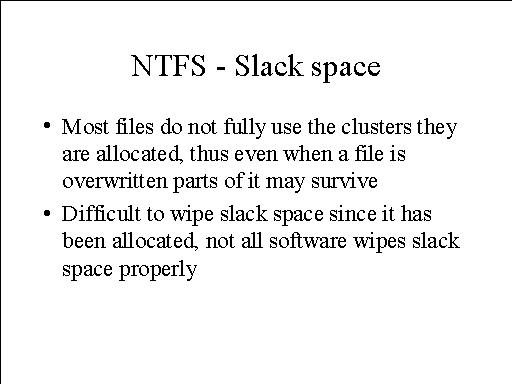 NTFS - Slack space
• Most files do not fully use the clusters they
are allocated, thus even when a file is
overwritten parts of it may survive
• Difficult to wipe slack space since it has
been allocated, not all software wipes slack
space properly